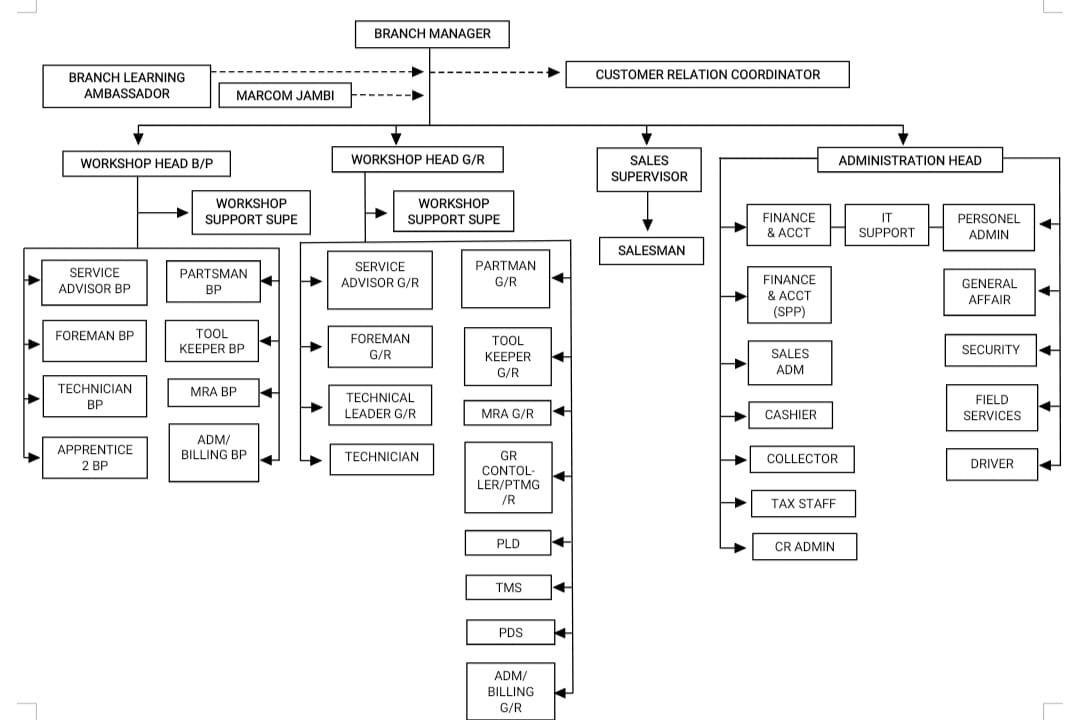 BRANCH MANAGER
BRANCH LEARNING
AMBASSADOR
MARCOM JAMBI
CUSTOMER RELATION COORDINATOR
WORKSHOP HEAD B/P
WORKSHOP HEAD G/R
SALES
SUPERVISOR
ADMINISTRATION HEAD
WORKSHOP
SUPPORT SUPE
WORKSHOP
SUPPORT SUPE
SALESMAN
SERVICE
ADVISOR BP
FOREMAN BP
TECHNICIAN
BP
APPRENTICE
2 BP
PARTSMAN
BP
TOOL
KEEPER BP
MRA BP
ADM/
BILLING BP
SERVICE
ADVISOR G/R
FOREMAN
G/R
TECHNICAL
LEADER G/R
TECHNICIAN
PARTMAN
G/R
TOOL
KEEPER
G/R
MRA G/R
GR
CONTOL-
LER/PTMG
/R
PLD
TMS
PDS
ADM/
BILLING
G/R
FINANCE
& ACCT
IT
SUPPORT
PERSONEL
ADMIN
FINANCE
& ACCT
(SPP)
SALES
ADM
CASHIER
COLLECTOR
TAX STAFF
CR ADMIN
GENERAL
AFFAIR
SECURITY
FIELD
SERVICES
DRIVER